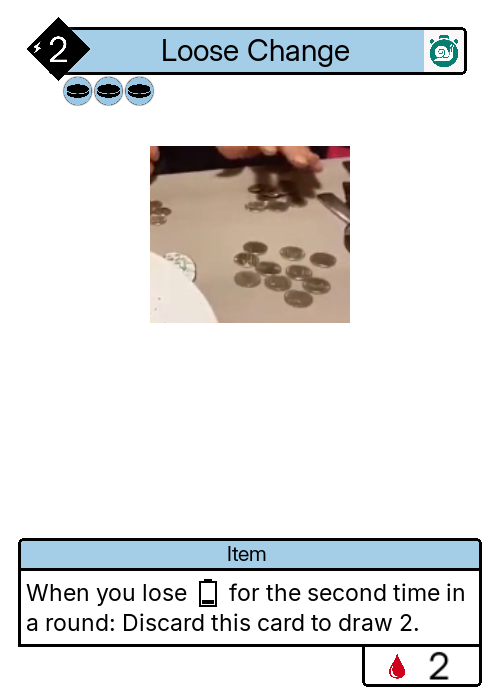 2
Loose Change
Item
When you lose for the second time in
a round: Discard this card to draw 2.
2